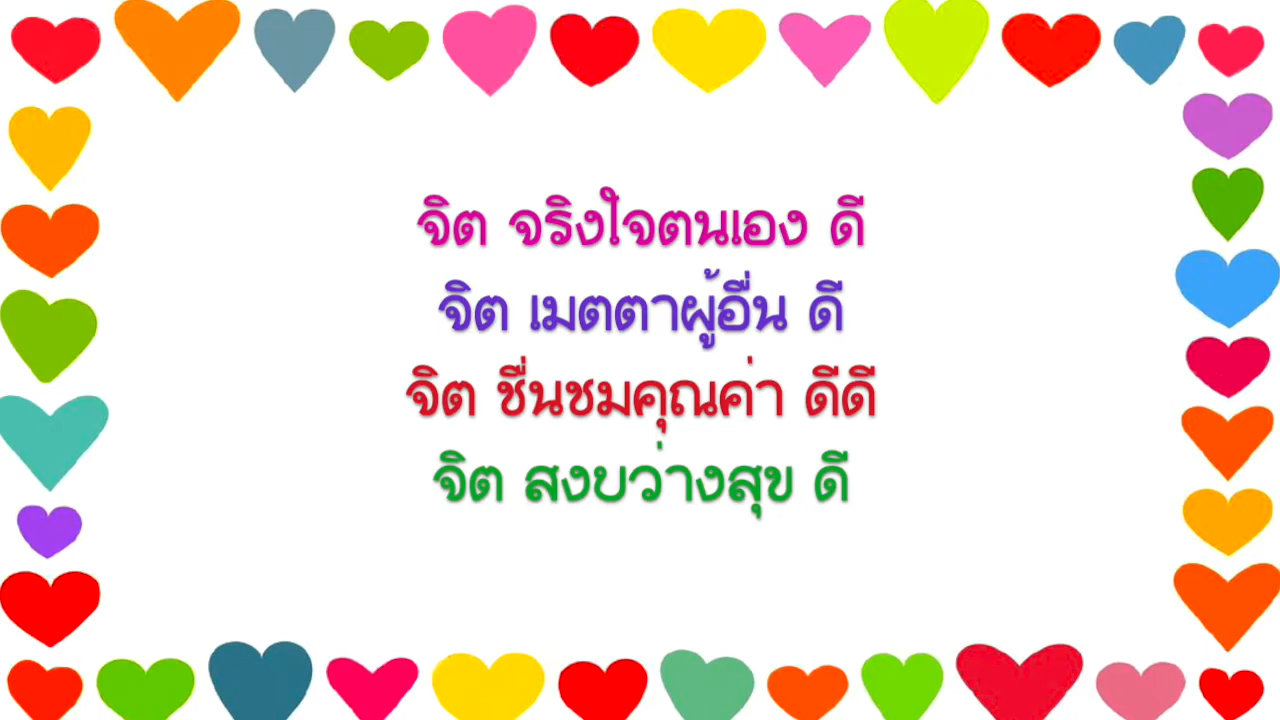 จิต จริงใจตนเอง ดี
จิต เมตตาผู้อื่น ดี
จิต ชื่นชมคุณค่า ดีดี
จิต สงบว่างสุข ดี